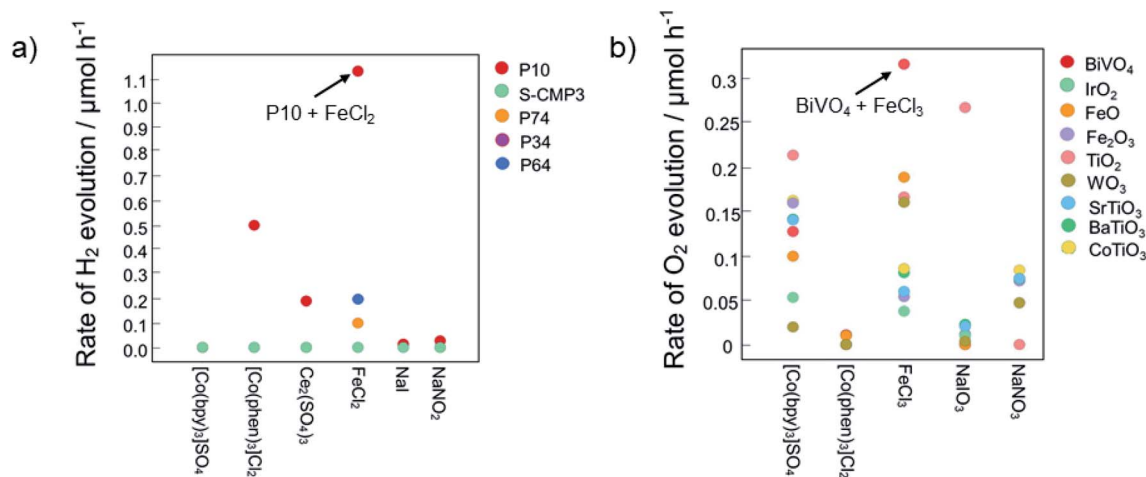 a)
Rate of H₂ evolution / µmol h⁻¹
1.1
1.0
0.9
0.8
0.7
0.6
0.5
0.4
0.3
0.2
0.1
0.0
P10 + FeCl₂
[Co(bpy)₃]SO₄
[Co(phen)₃]Cl₂
Ce₂(SO₄)₃
FeCl₂
NaI
NaNO₂
P10
S-CMP3
P74
P34
P64
b)
Rate of O₂ evolution / µmol h⁻¹
0.3
0.25
0.2
0.15
0.1
0.05
0
BiVO₄ + FeCl₃
[Co(bpy)₃]SO₄
[Co(phen)₃]Cl₂
FeCl₃
NaIO₃
NaNO₃
BiVO₄
IrO₂
FeO
Fe₂O₃
TiO₂
WO₃
SrTiO₃
BaTiO₃
CoTiO₃